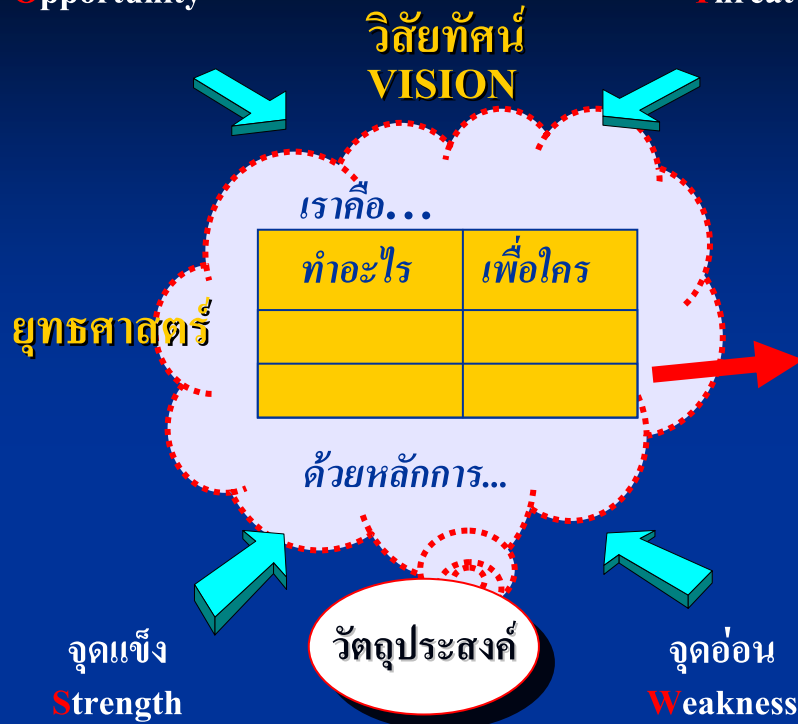 Opportunity
Threat
วิสัยทัศน์
VISION
เราคือ...
ทำอะไร เพื่อใคร
ยุทธศาสตร์
ด้วยหลักการ...
วัตถุประสงค์
จุดแข็ง
Strength
จุดอ่อน
Weakness